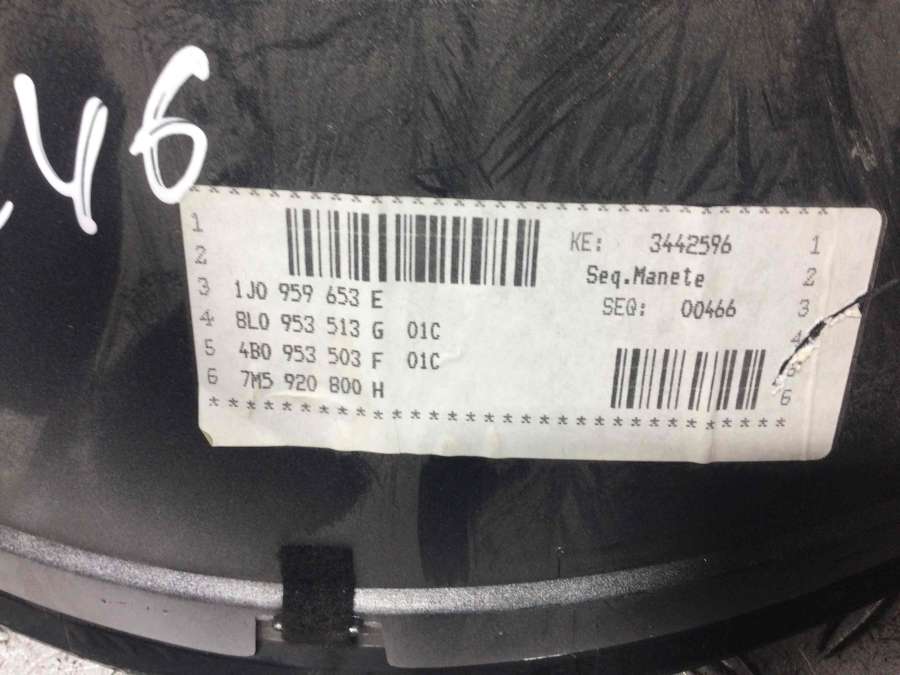 46
1 KE: 3442596 1
2 Seq.Manete 2
3 1J0 959 653 E SEQ: 00466 3
4 8L0 953 513 G 01C 4
5 4B0 953 503 F 01C
6 7M5 920 800 H 6